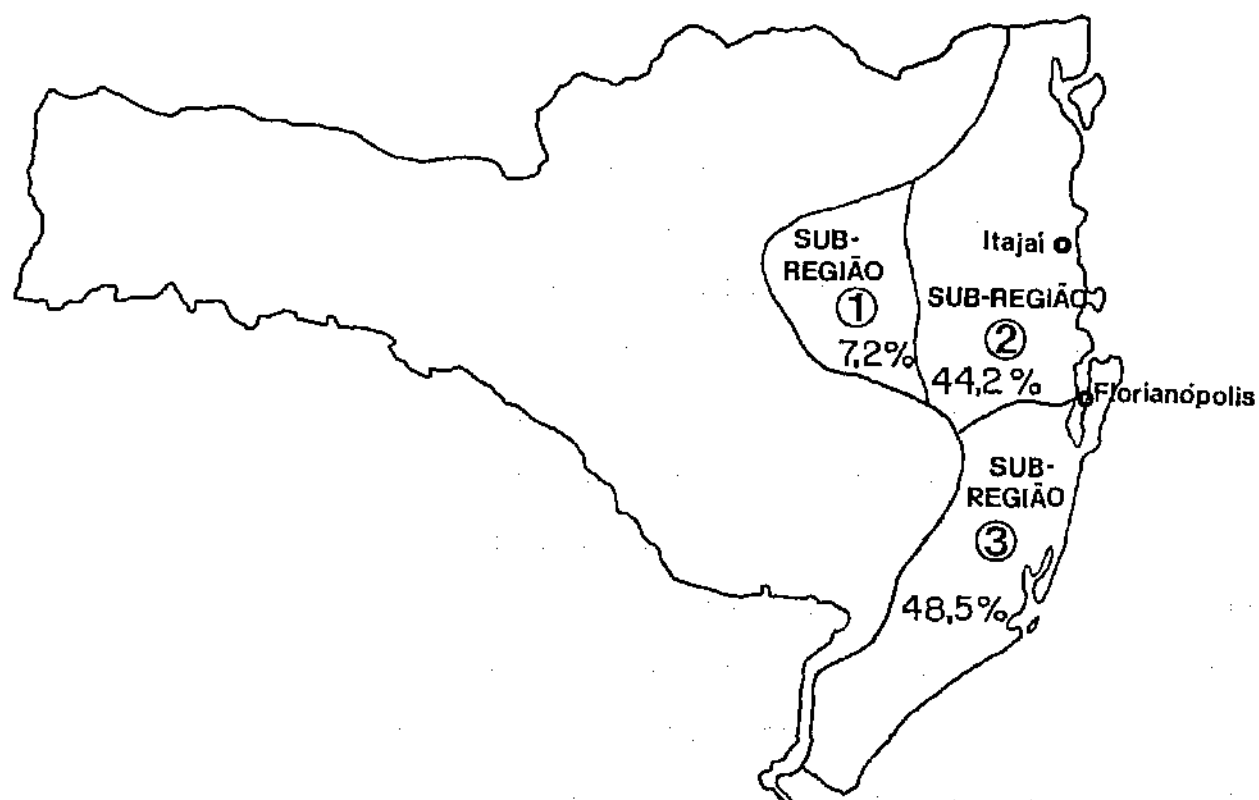 SUB-
REGIÃO
①
7,2%
Itajaí
SUB-REGIÃO
②
44,2%
Florianópolis
SUB-
REGIÃO
③
48,5%